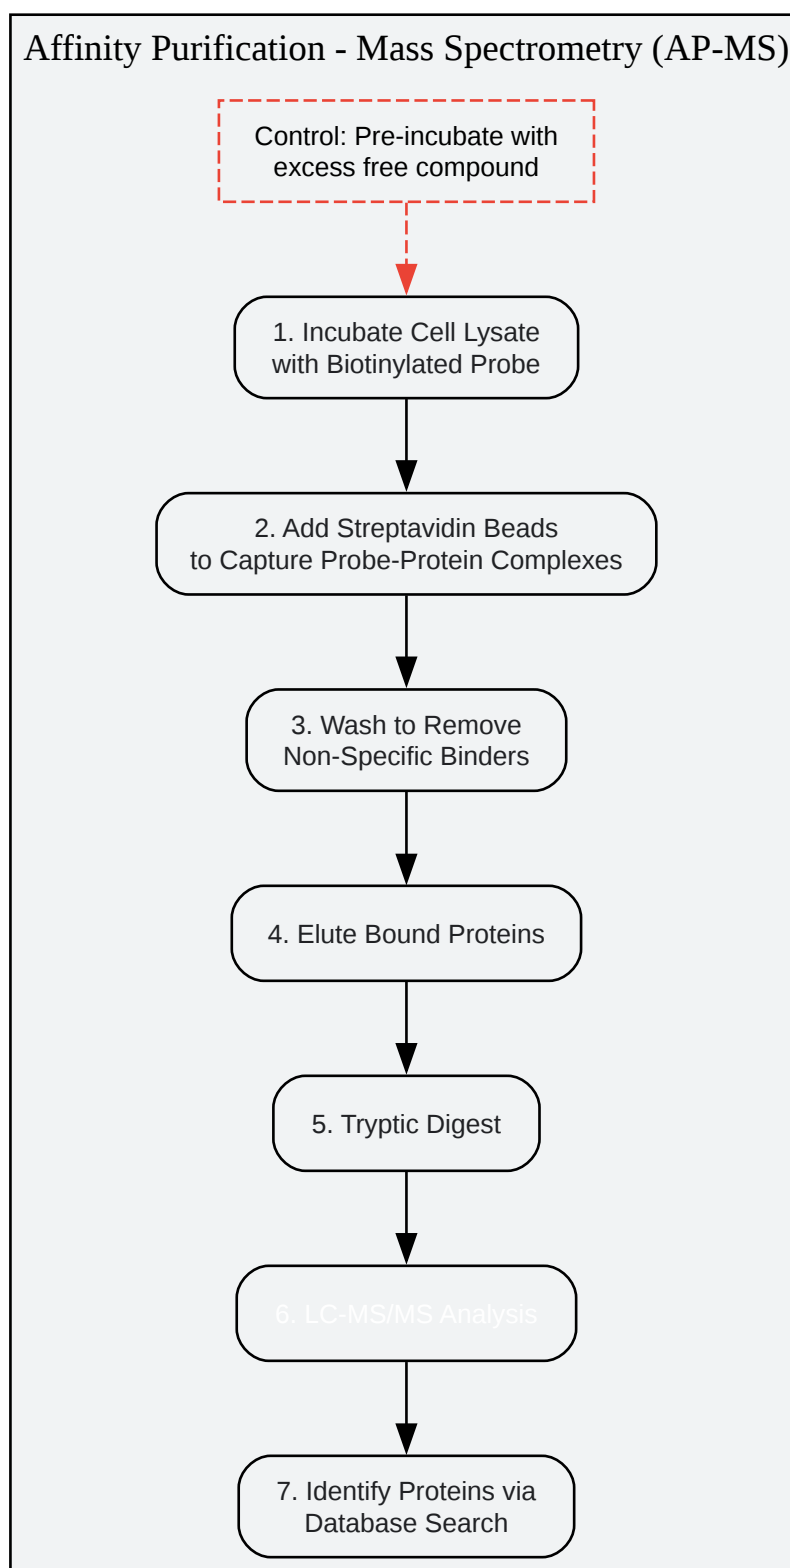 Affinity Purification - Mass Spectrometry (AP-MS)
Control: Pre-incubate with
excess free compound
1. Incubate Cell Lysate
with Biotinylated Probe
2. Add Streptavidin Beads
to Capture Probe-Protein Complexes
3. Wash to Remove
Non-Specific Binders
4. Elute Bound Proteins
5. Tryptic Digest
6. LC-MS/MS Analysis
7. Identify Proteins via
Database Search